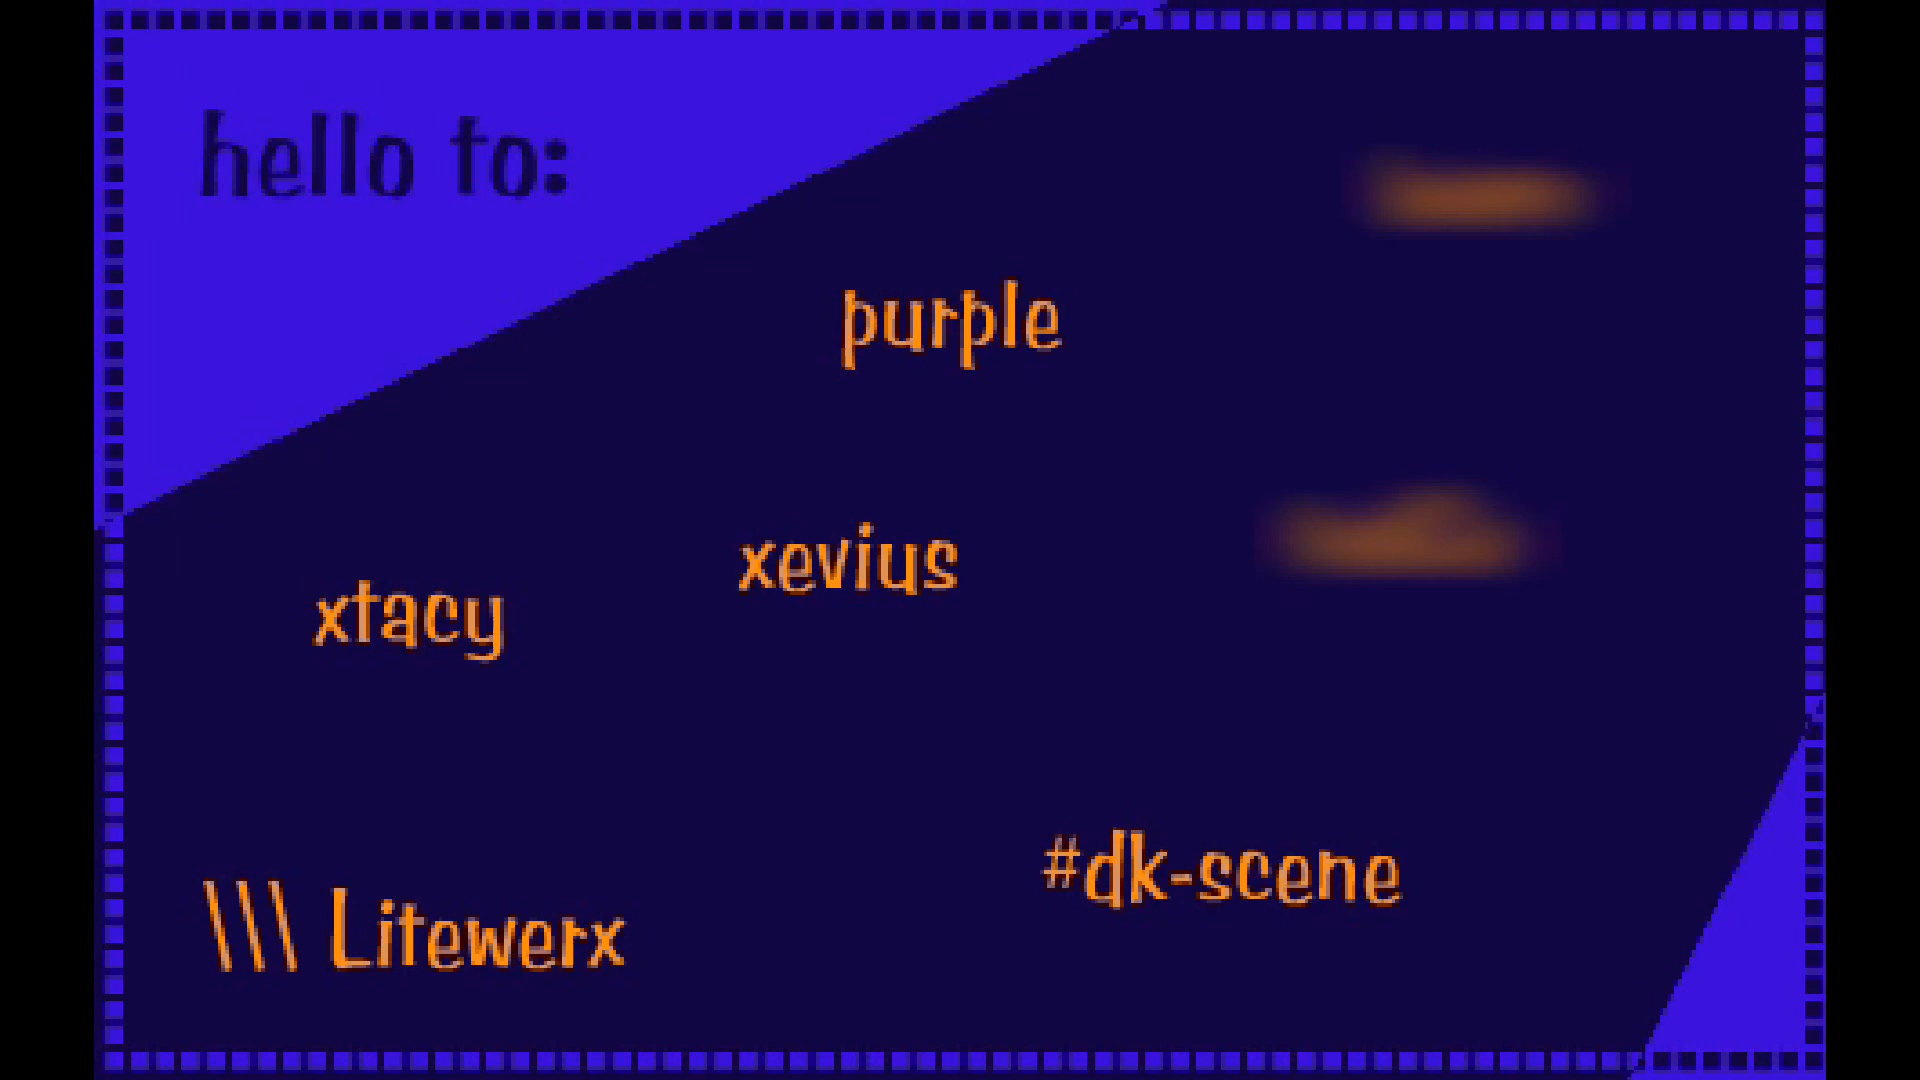 hello to:
purple
xevius
xtacy
#dk-scene
\\\ Litewerx